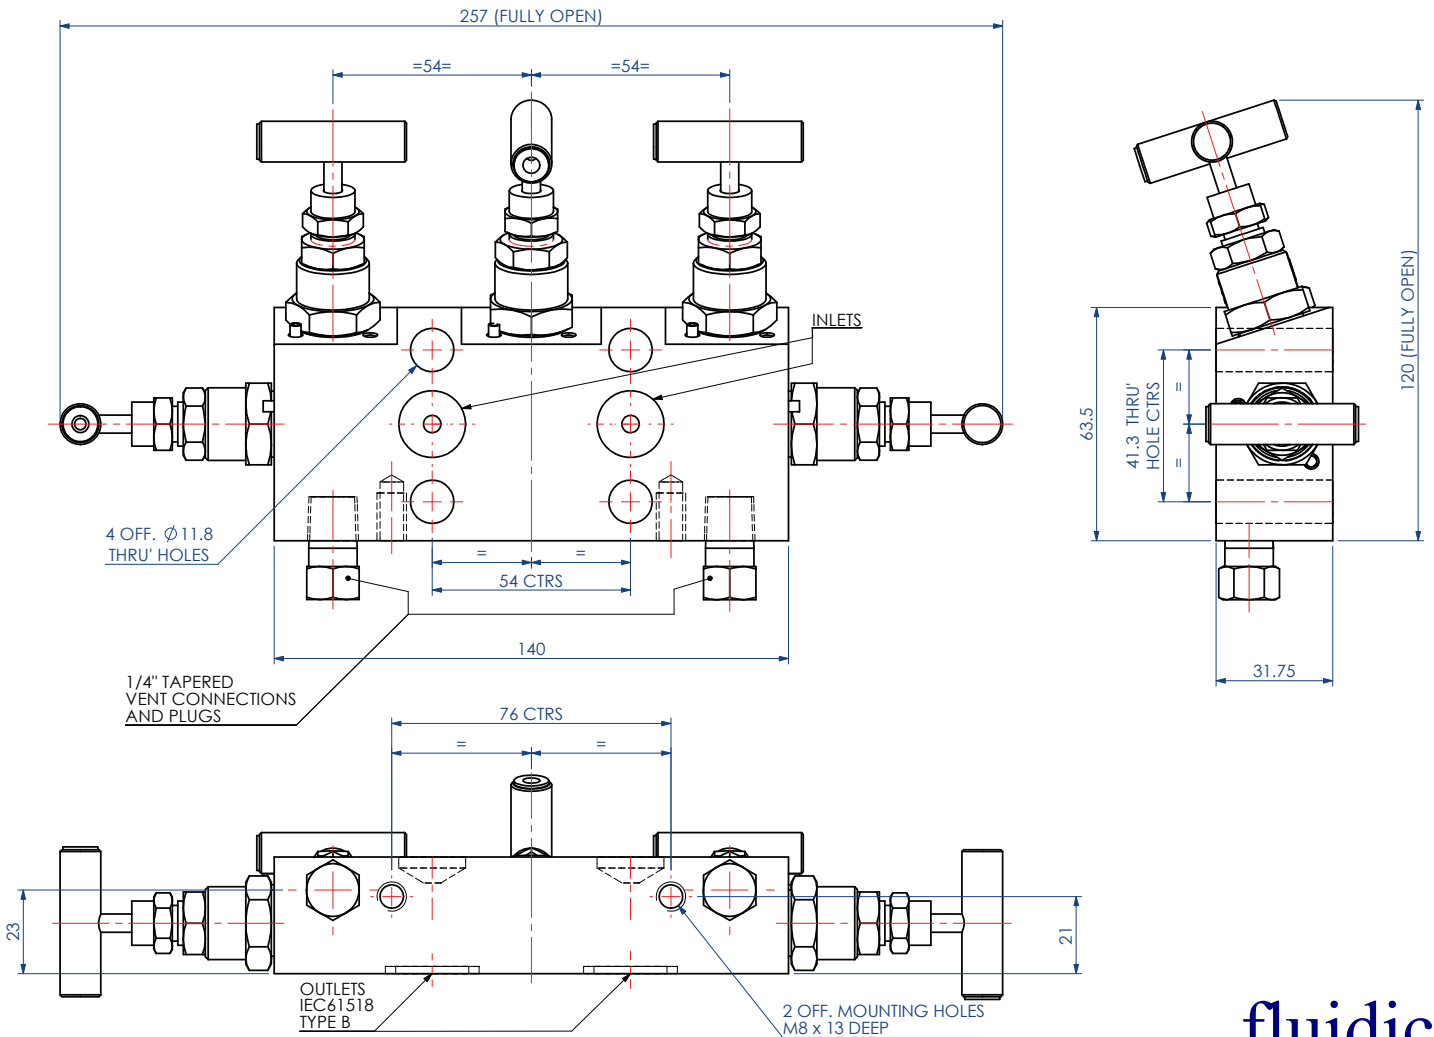 257 (FULLY OPEN)
=54=
=54=
INLETS
4 OFF. Ø11.8
THRU' HOLES
=
=
54 CTRS
140
1/4" TAPERED
VENT CONNECTIONS
AND PLUGS
63.5
41.3 THRU'
HOLE CTRS
=
=
120 (FULLY OPEN)
31.75
76 CTRS
=
=
23
21
OUTLETS
IEC61518
TYPE B
2 OFF. MOUNTING HOLES
M8 x 13 DEEP
fluidic